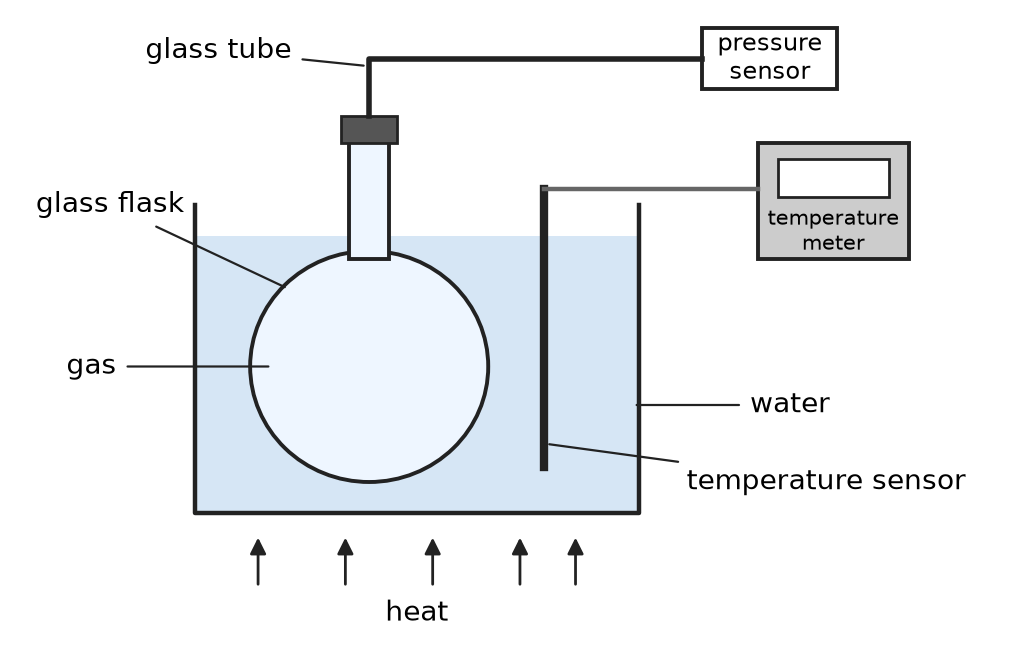 glass tube
pressure
sensor
glass flask
temperature
meter
gas
water
temperature sensor
heat